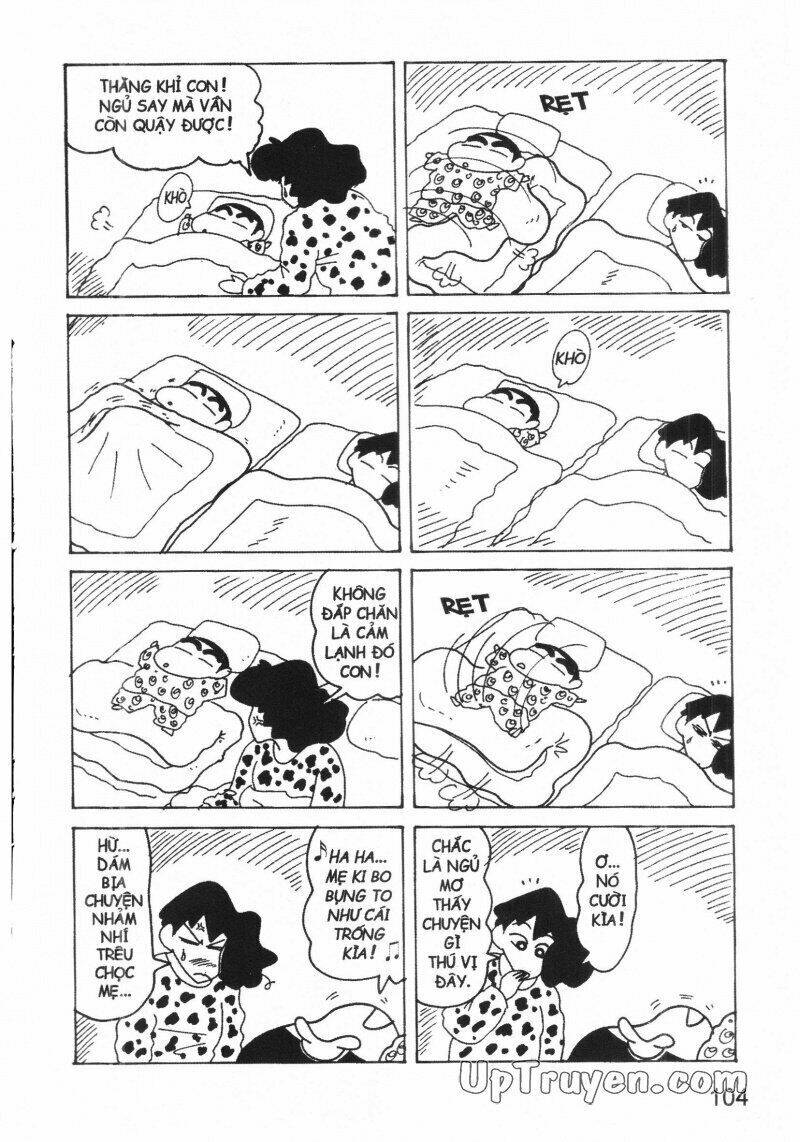 RẸT
THẰNG KHỈ CON!
NGỦ SAY MÀ VẪN
CÒN QUẬY ĐƯỢC!
KHÒ
KHÒ
RẸT
KHÔNG
ĐẮP CHĂN
LÀ CẢM
LẠNH ĐÓ
CON!
Ơ...
NÓ
CƯỜI
KÌA!
CHẮC
LÀ NGỦ
MƠ
THẤY
CHUYỆN
GÌ
THÚ VỊ
ĐÂY.
HA HA...
MẸ KI BO
BỤNG TO
NHƯ CÁI
TRỐNG
KÌA!
HỪ...
DÁM
BỊA
CHUYỆN
NHẢM
NHÍ
TRÊU
CHỌC
MẸ...
UpTruyen.com
104